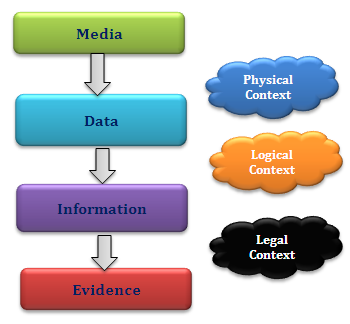 Media
Physical
Context
Data
Logical
Context
Information
Legal
Context
Evidence